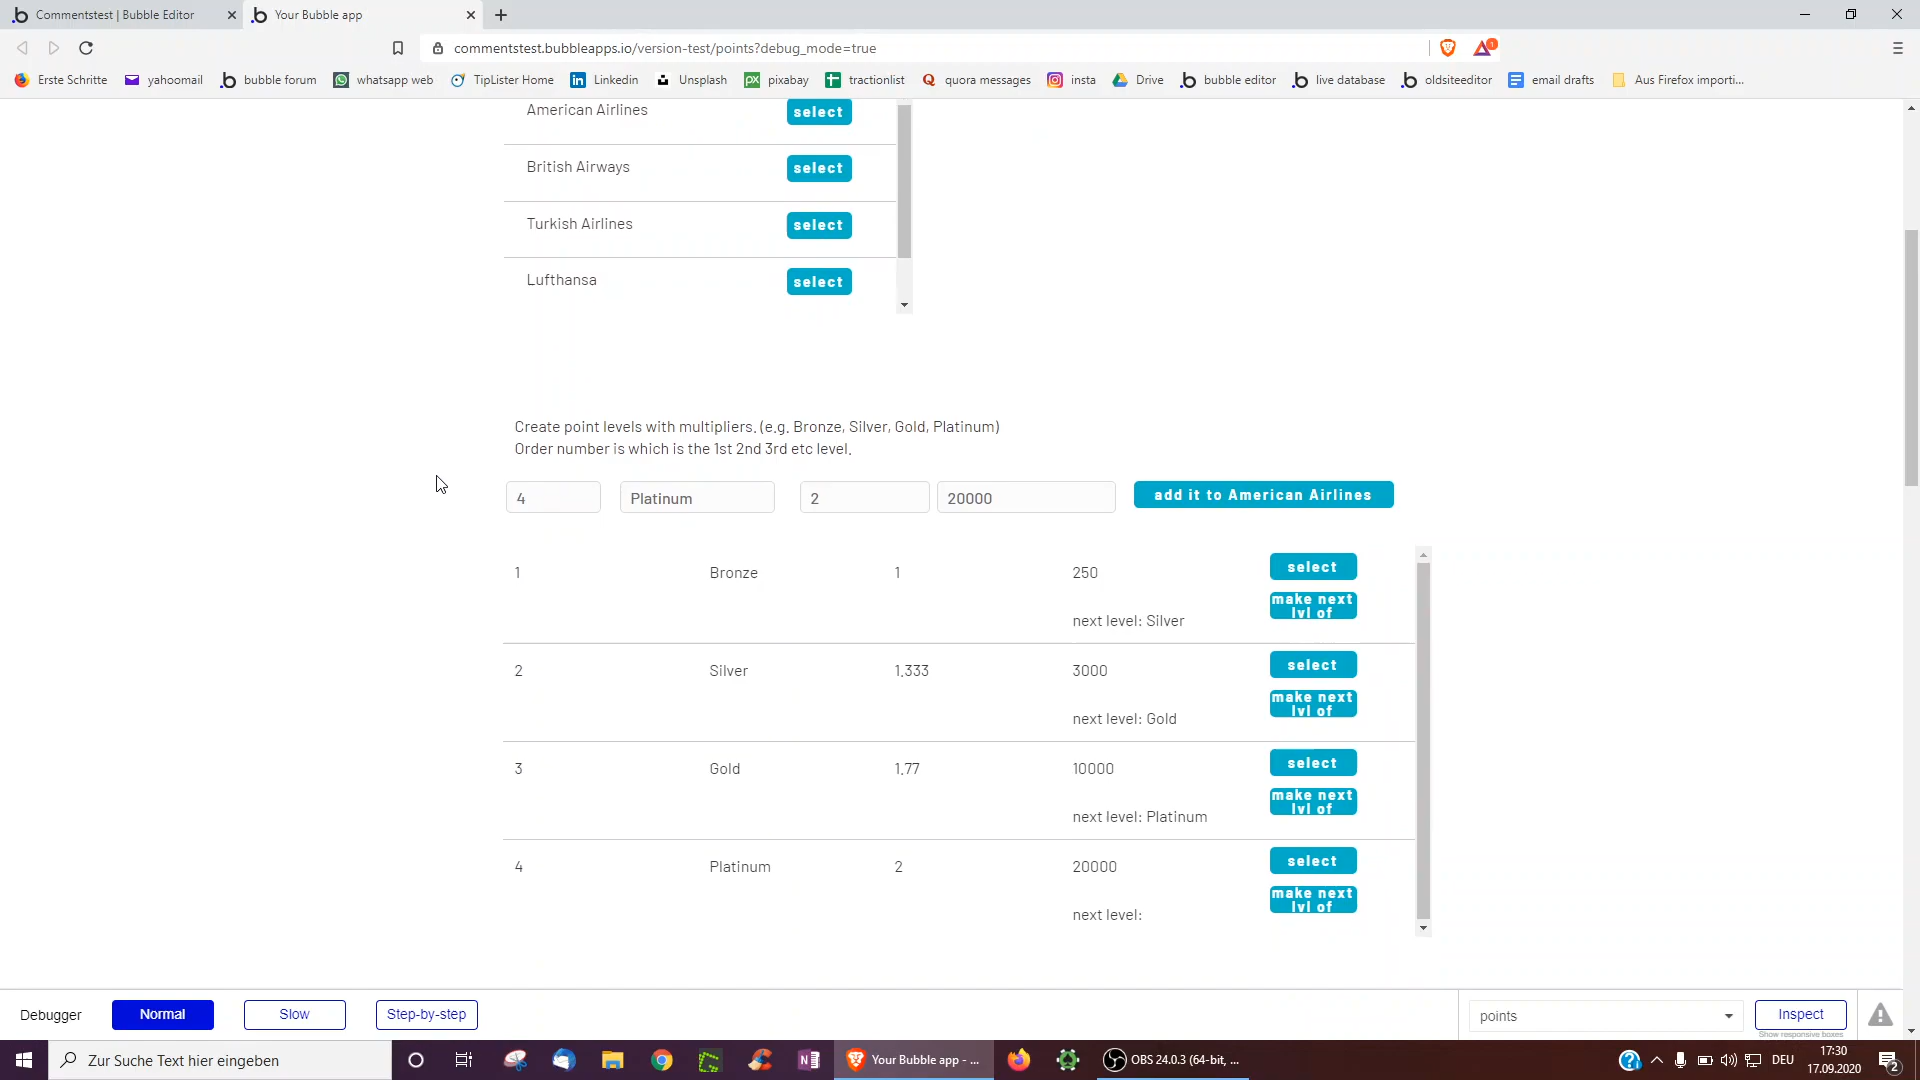 Commentstest | Bubble Editor
Your Bubble app
commentstest.bubbleapps.io/version-test/points?debug_mode=true
1
Erste Schritte
yahoomail
bubble forum
whatsapp web
TipLister Home
Linkedin
Unsplash
pixabay
tractionlist
quora messages
insta
Drive
bubble editor
live database
oldsiteeditor
email drafts
Aus Firefox importi...
American Airlines
select
British Airways
select
Turkish Airlines
select
Lufthansa
select
Create point levels with multipliers. (e.g. Bronze, Silver, Gold, Platinum)
Order number is which is the 1st 2nd 3rd etc level.
4
Platinum
2
20000
add it to American Airlines
1
Bronze
1
250
select
make next
lvl of
next level: Silver
2
Silver
1.333
3000
select
make next
lvl of
next level: Gold
3
Gold
1.77
10000
select
make next
lvl of
next level: Platinum
4
Platinum
2
20000
select
make next
lvl of
next level:
Debugger
Normal
Slow
Step-by-step
points
Inspect
Show responsive boxes
Zur Suche Text hier eingeben
Your Bubble app - ...
OBS 24.0.3 (64-bit, ...
DEU
17:30
17.09.2020
2